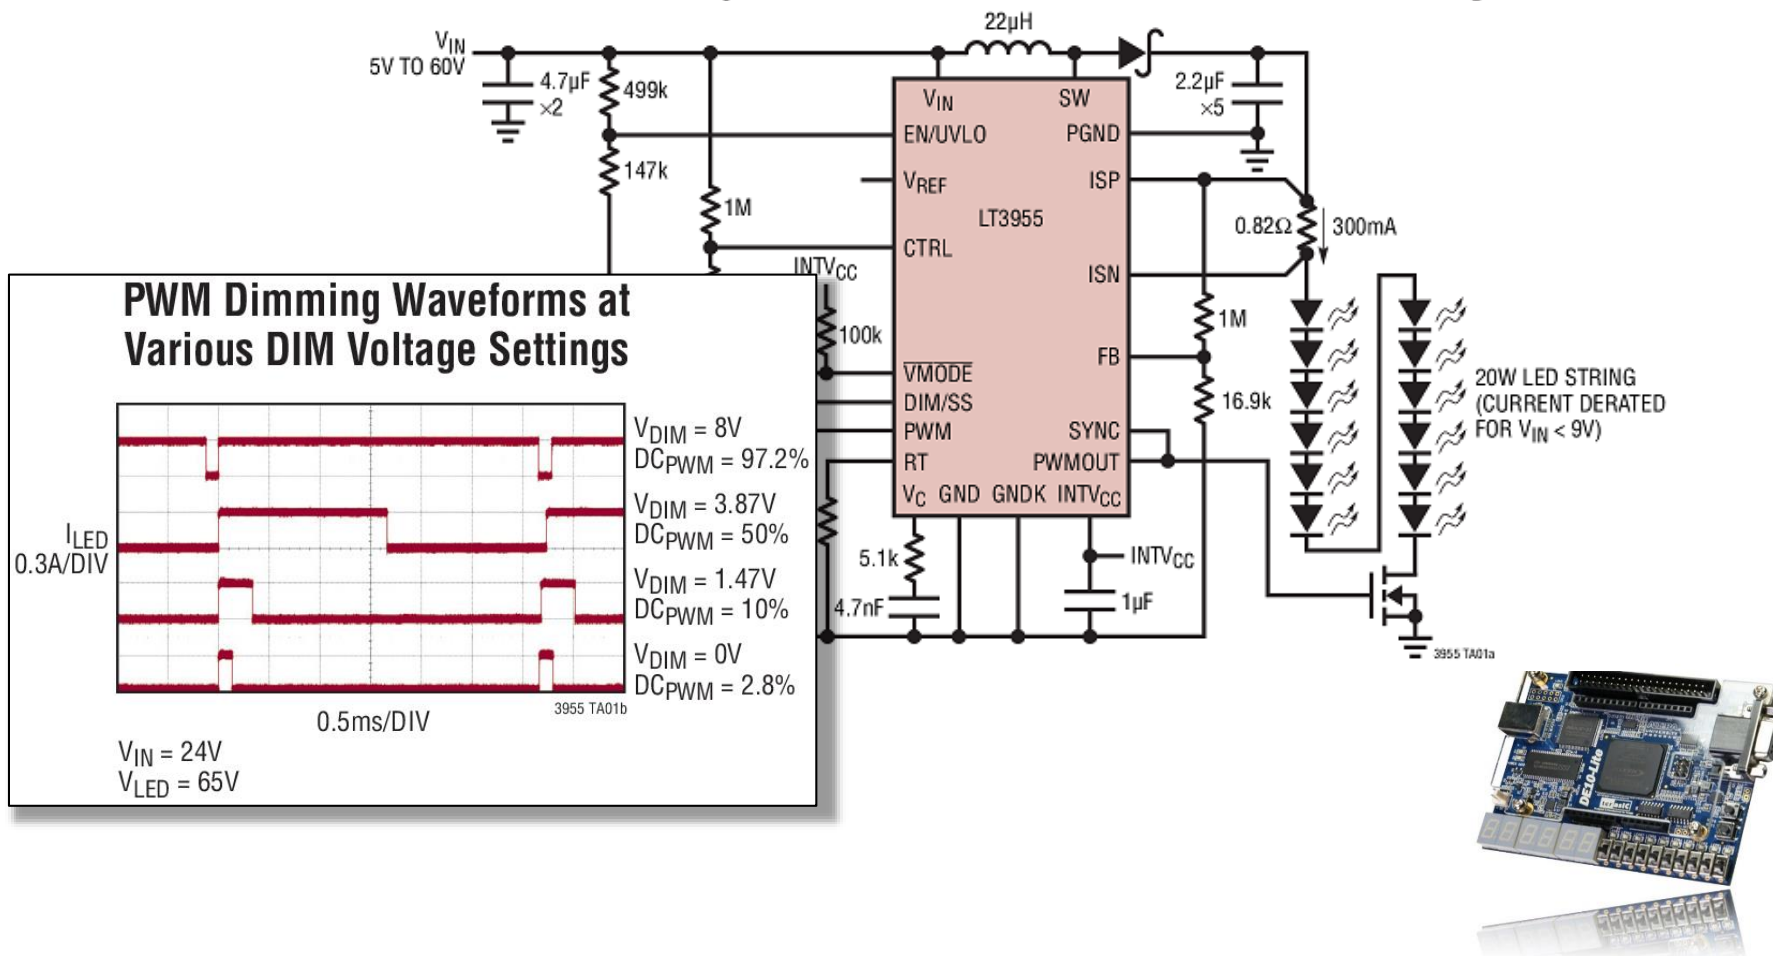 22µH
VIN
5V TO 60V
4.7µF
×2
499k
2.2µF
×5
VIN
SW
EN/UVLO
PGND
147k
VREF
ISP
1M
LT3955
0.82Ω
300mA
CTRL
INTVCC
ISN
1M
100k
FB
VMODE
DIM/SS
16.9k
20W LED STRING
(CURRENT DERATED
FOR VIN < 9V)
PWM
SYNC
RT
PWMOUT
VC GND GNDK INTVCC
5.1k
INTVCC
4.7nF
1µF
3955 TA01a
PWM Dimming Waveforms at
Various DIM Voltage Settings
VDIM = 8V
DCPWM = 97.2%
VDIM = 3.87V
DCPWM = 50%
ILED
0.3A/DIV
VDIM = 1.47V
DCPWM = 10%
VDIM = 0V
DCPWM = 2.8%
0.5ms/DIV
3955 TA01b
VIN = 24V
VLED = 65V
DE10-Lite
terasIC